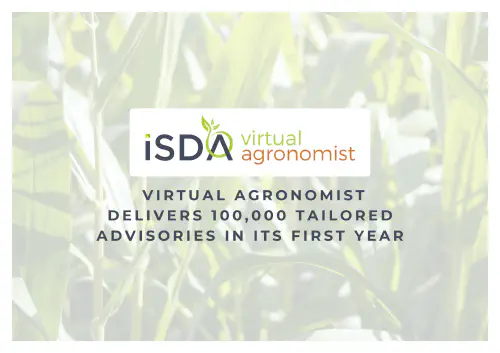 iSDA virtual
agronomist
VIRTUAL AGRONOMIST
DELIVERS 100,000 TAILORED
ADVISORIES IN ITS FIRST YEAR